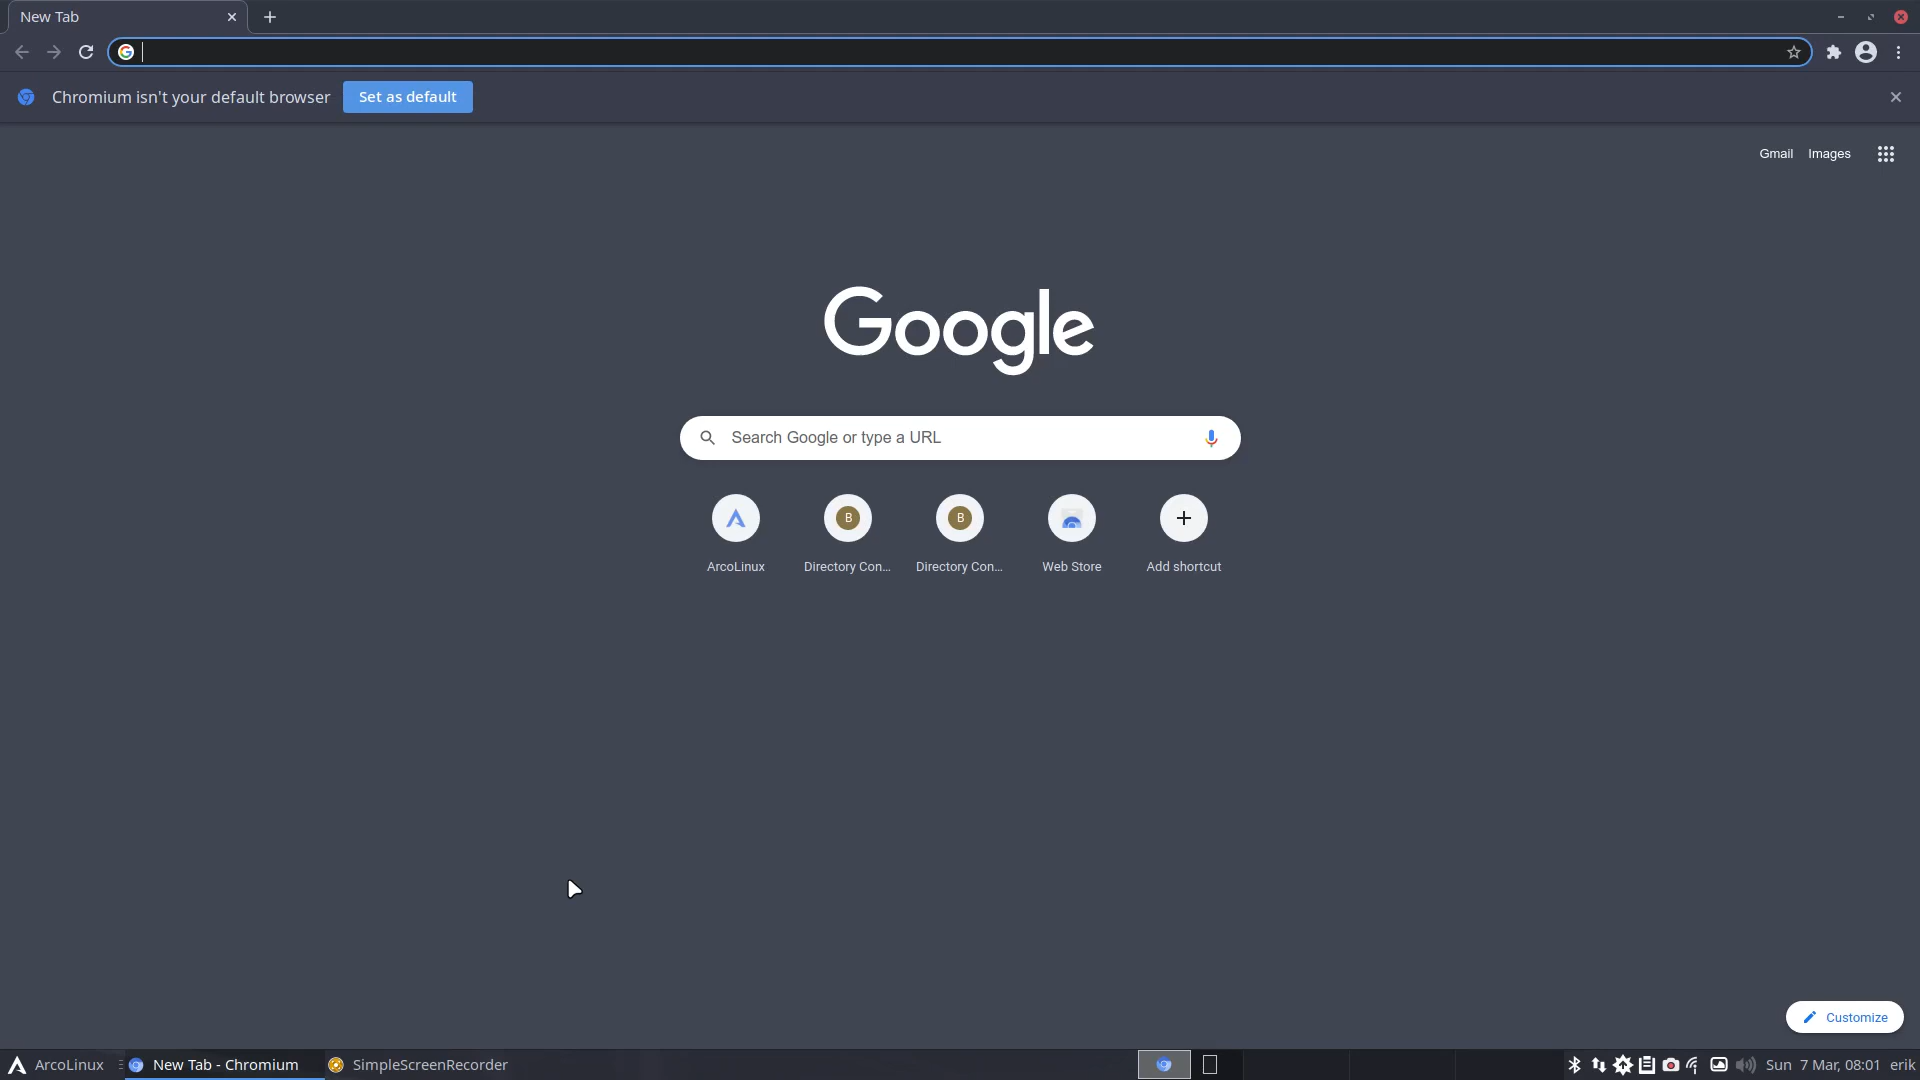 New Tab
Chromium isn't your default browser
Set as default
Gmail
Images
Google
Search Google or type a URL
B
B
ArcoLinux
Directory Con...
Directory Con...
Web Store
Add shortcut
Customize
ArcoLinux
New Tab - Chromium
SimpleScreenRecorder
Sun 7 Mar, 08:01
erik